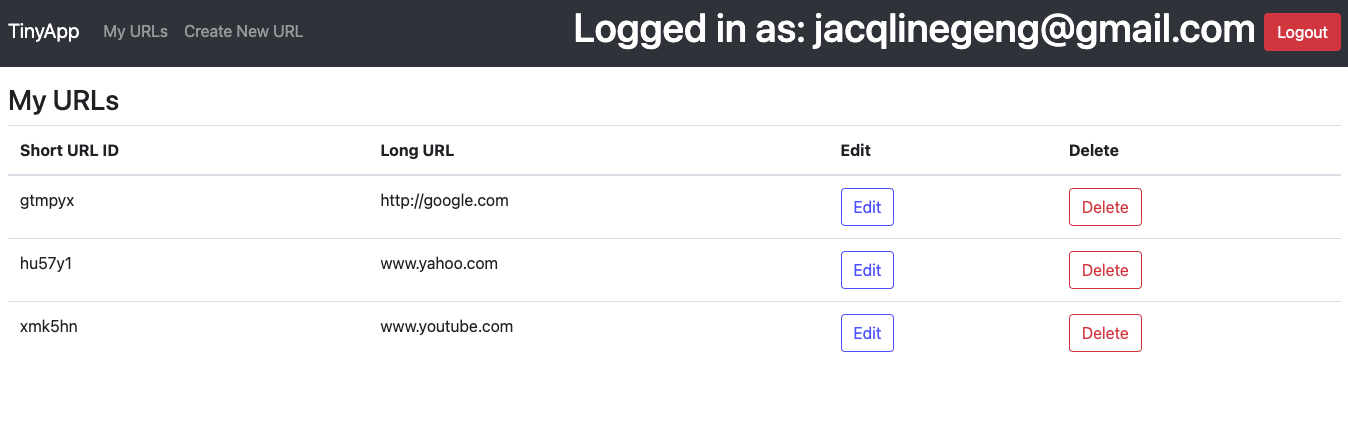 TinyApp My URLs Create New URL Logged in as: jacqlinegeng@gmail.com Logout
My URLs
Short URL ID Long URL Edit Delete
gtmpyx http://google.com Edit Delete
hu57y1 www.yahoo.com Edit Delete
xmk5hn www.youtube.com Edit Delete